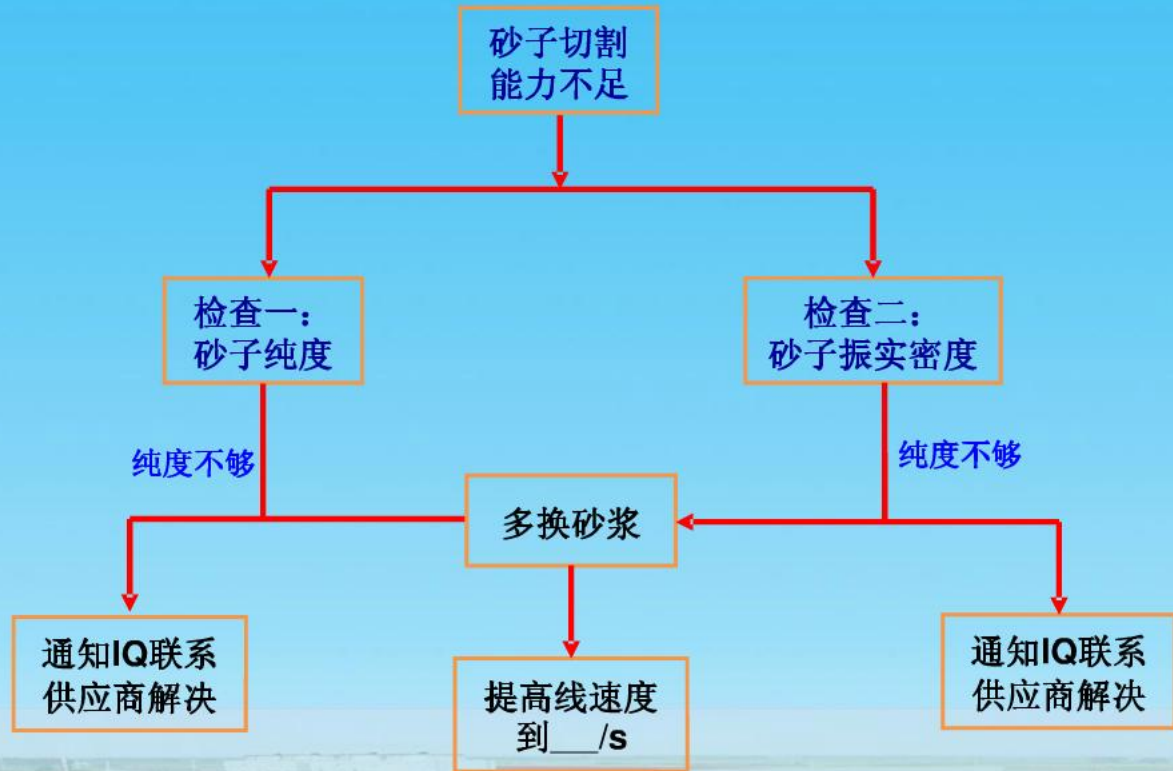 砂子切割
能力不足
检查一：
砂子纯度
检查二：
砂子振实密度
纯度不够
纯度不够
多换砂浆
通知IQ联系
供应商解决
提高线速度
到___/s
通知IQ联系
供应商解决